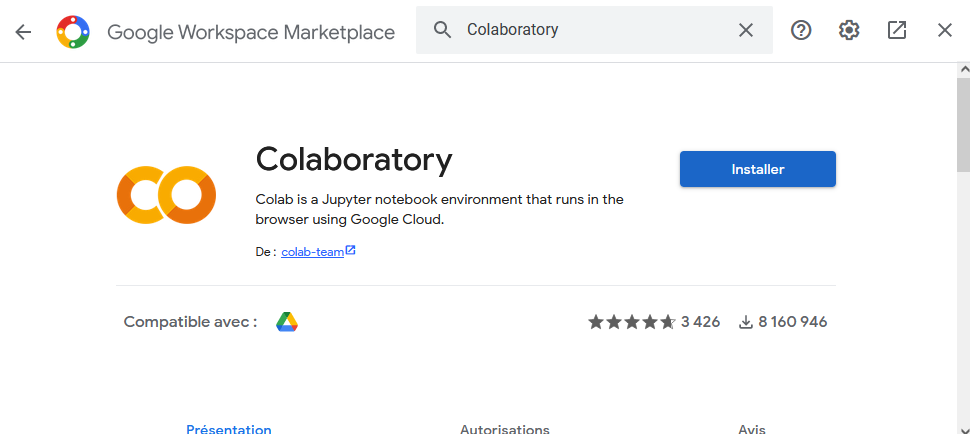 Google Workspace Marketplace
Colaboratory
Colaboratory
Installer
Colab is a Jupyter notebook environment that runs in the
browser using Google Cloud.
De : colab-team
Compatible avec :
3 426
8 160 946
Présentation
Autorisations
Avis